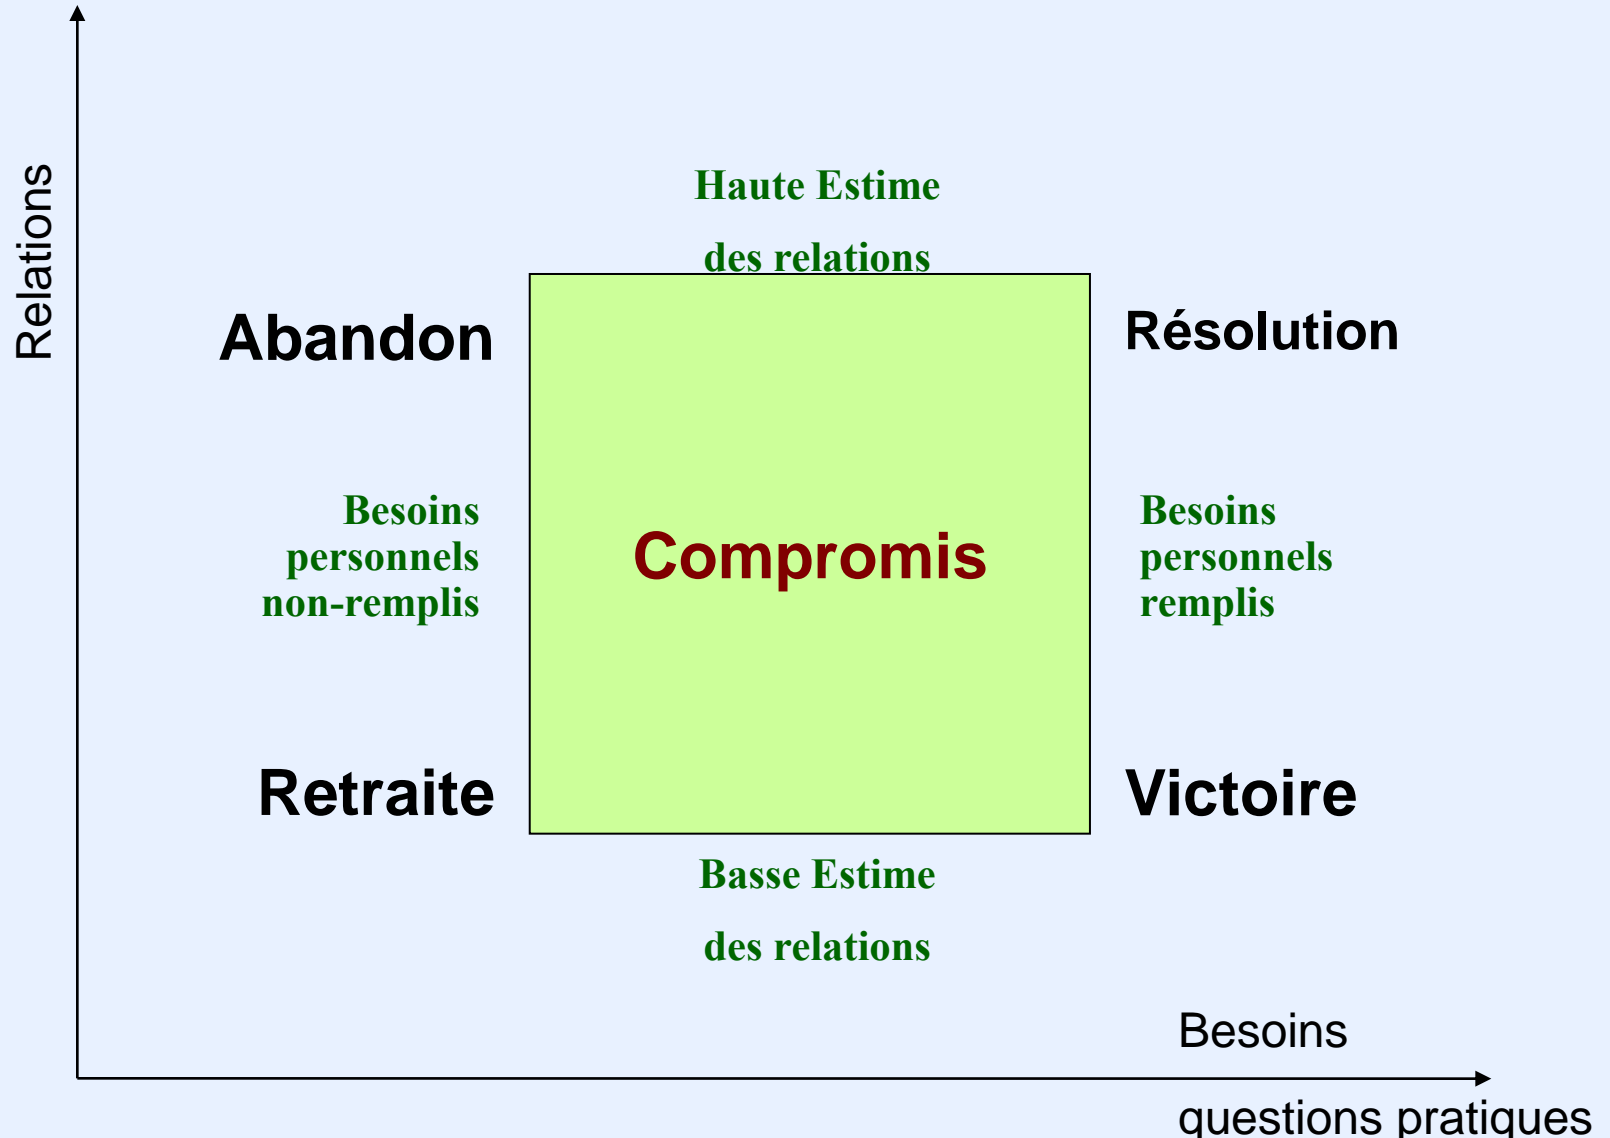 Relations
Haute Estime
des relations
Abandon
Résolution
Besoins
personnels
non-remplis
Compromis
Besoins
personnels
remplis
Retraite
Victoire
Basse Estime
des relations
Besoins
questions pratiques